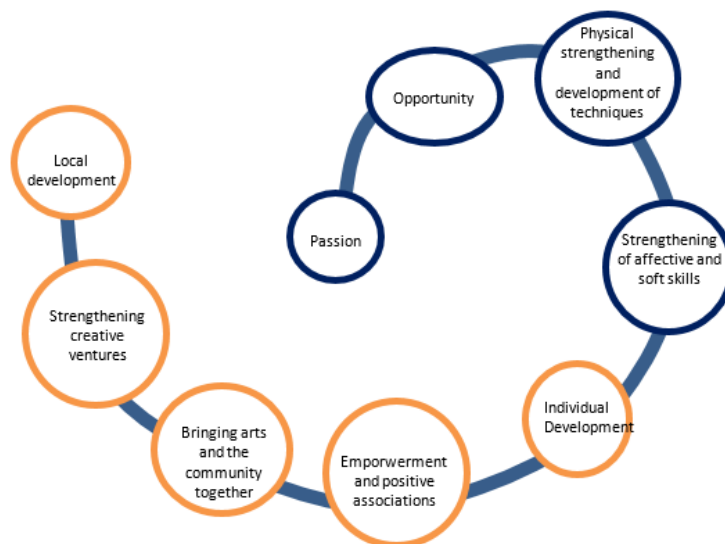 Passion
Opportunity
Physical
strengthening
and
development of
techniques
Strengthening
of affective and
soft skills
Individual
Development
Emporwerment
and positive
associations
Bringing arts
and the
community
together
Strengthening
creative
ventures
Local
development